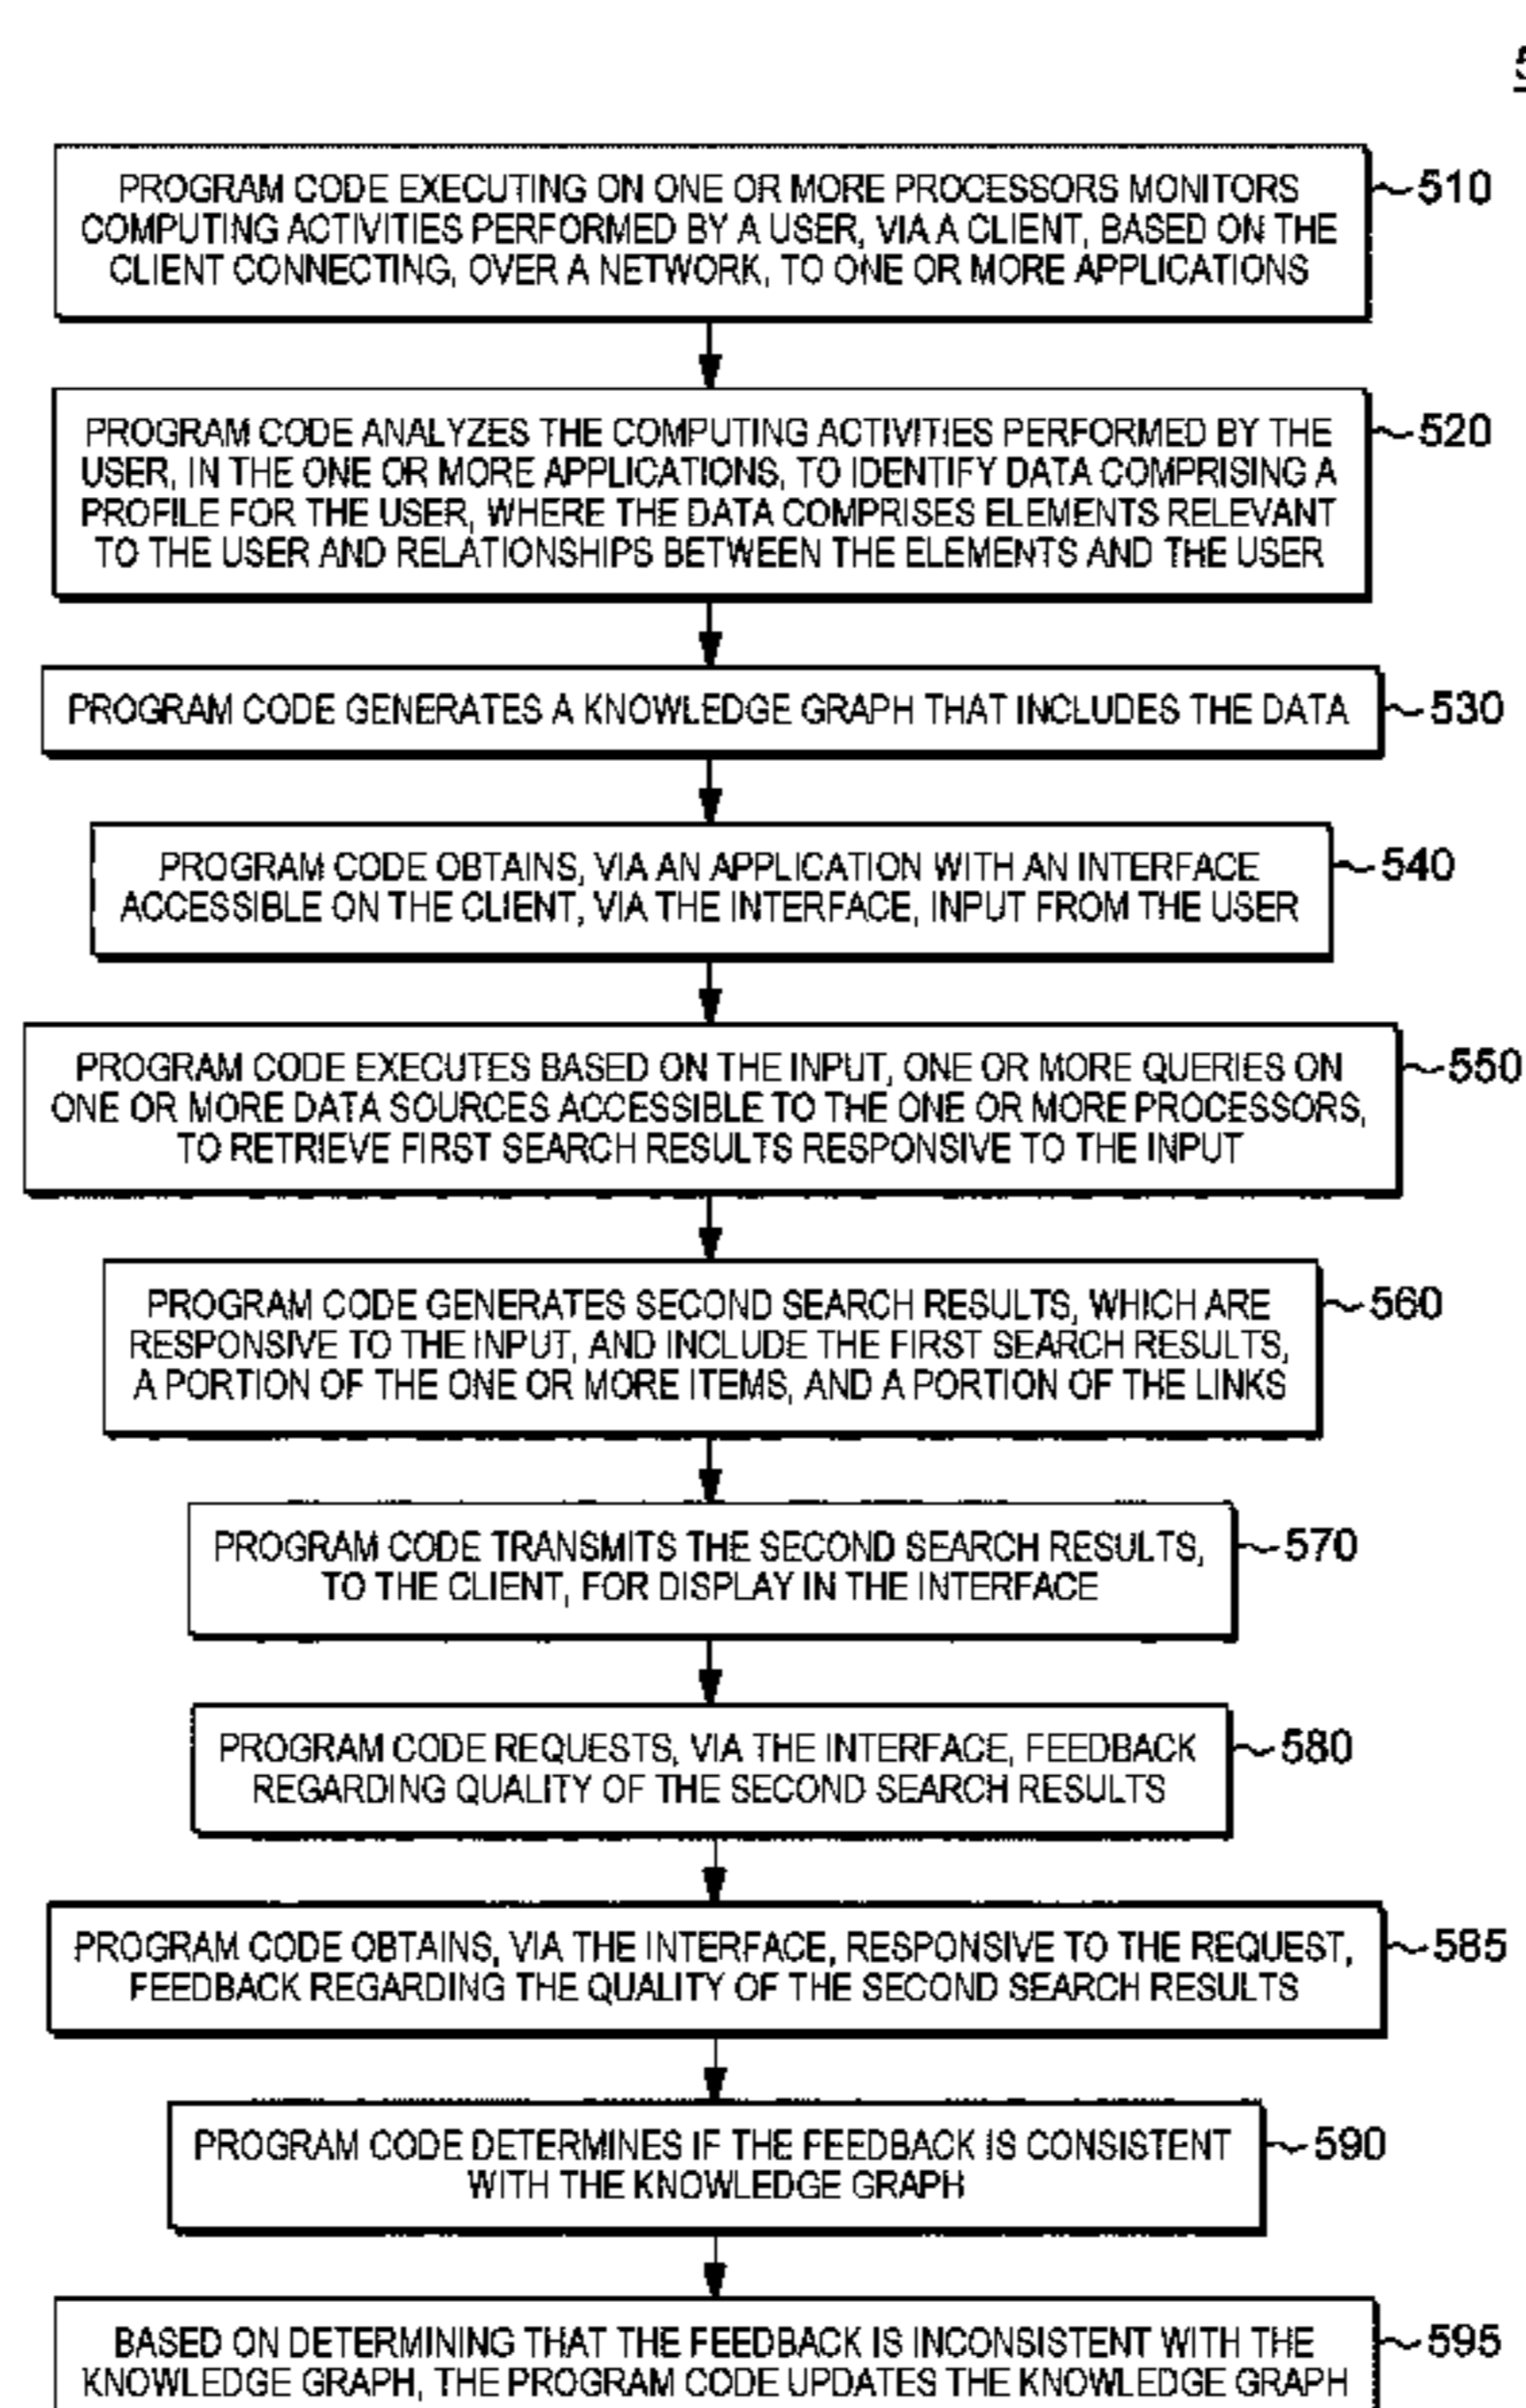 PROGRAM CODE EXECUTING ON ONE OR MORE PROCESSORS MONITORS
COMPUTING ACTIVITIES PERFORMED BY A USER, VIA A CLIENT, BASED ON THE
CLIENT CONNECTING, OVER A NETWORK, TO ONE OR MORE APPLICATIONS
510
PROGRAM CODE ANALYZES THE COMPUTING ACTIVITIES PERFORMED BY THE
USER, IN THE ONE OR MORE APPLICATIONS, TO IDENTIFY DATA COMPRISING A
PROFILE FOR THE USER, WHERE THE DATA COMPRISES ELEMENTS RELEVANT
TO THE USER AND RELATIONSHIPS BETWEEN THE ELEMENTS AND THE USER
520
PROGRAM CODE GENERATES A KNOWLEDGE GRAPH THAT INCLUDES THE DATA
530
PROGRAM CODE OBTAINS, VIA AN APPLICATION WITH AN INTERFACE
ACCESSIBLE ON THE CLIENT, VIA THE INTERFACE, INPUT FROM THE USER
540
PROGRAM CODE EXECUTES BASED ON THE INPUT, ONE OR MORE QUERIES ON
ONE OR MORE DATA SOURCES ACCESSIBLE TO THE ONE OR MORE PROCESSORS,
TO RETRIEVE FIRST SEARCH RESULTS RESPONSIVE TO THE INPUT
550
PROGRAM CODE GENERATES SECOND SEARCH RESULTS, WHICH ARE
RESPONSIVE TO THE INPUT, AND INCLUDE THE FIRST SEARCH RESULTS,
A PORTION OF THE ONE OR MORE ITEMS, AND A PORTION OF THE LINKS
560
PROGRAM CODE TRANSMITS THE SECOND SEARCH RESULTS,
TO THE CLIENT, FOR DISPLAY IN THE INTERFACE
570
PROGRAM CODE REQUESTS, VIA THE INTERFACE, FEEDBACK
REGARDING QUALITY OF THE SECOND SEARCH RESULTS
580
PROGRAM CODE OBTAINS, VIA THE INTERFACE, RESPONSIVE TO THE REQUEST,
FEEDBACK REGARDING THE QUALITY OF THE SECOND SEARCH RESULTS
585
PROGRAM CODE DETERMINES IF THE FEEDBACK IS CONSISTENT
WITH THE KNOWLEDGE GRAPH
590
BASED ON DETERMINING THAT THE FEEDBACK IS INCONSISTENT WITH THE
KNOWLEDGE GRAPH, THE PROGRAM CODE UPDATES THE KNOWLEDGE GRAPH
595